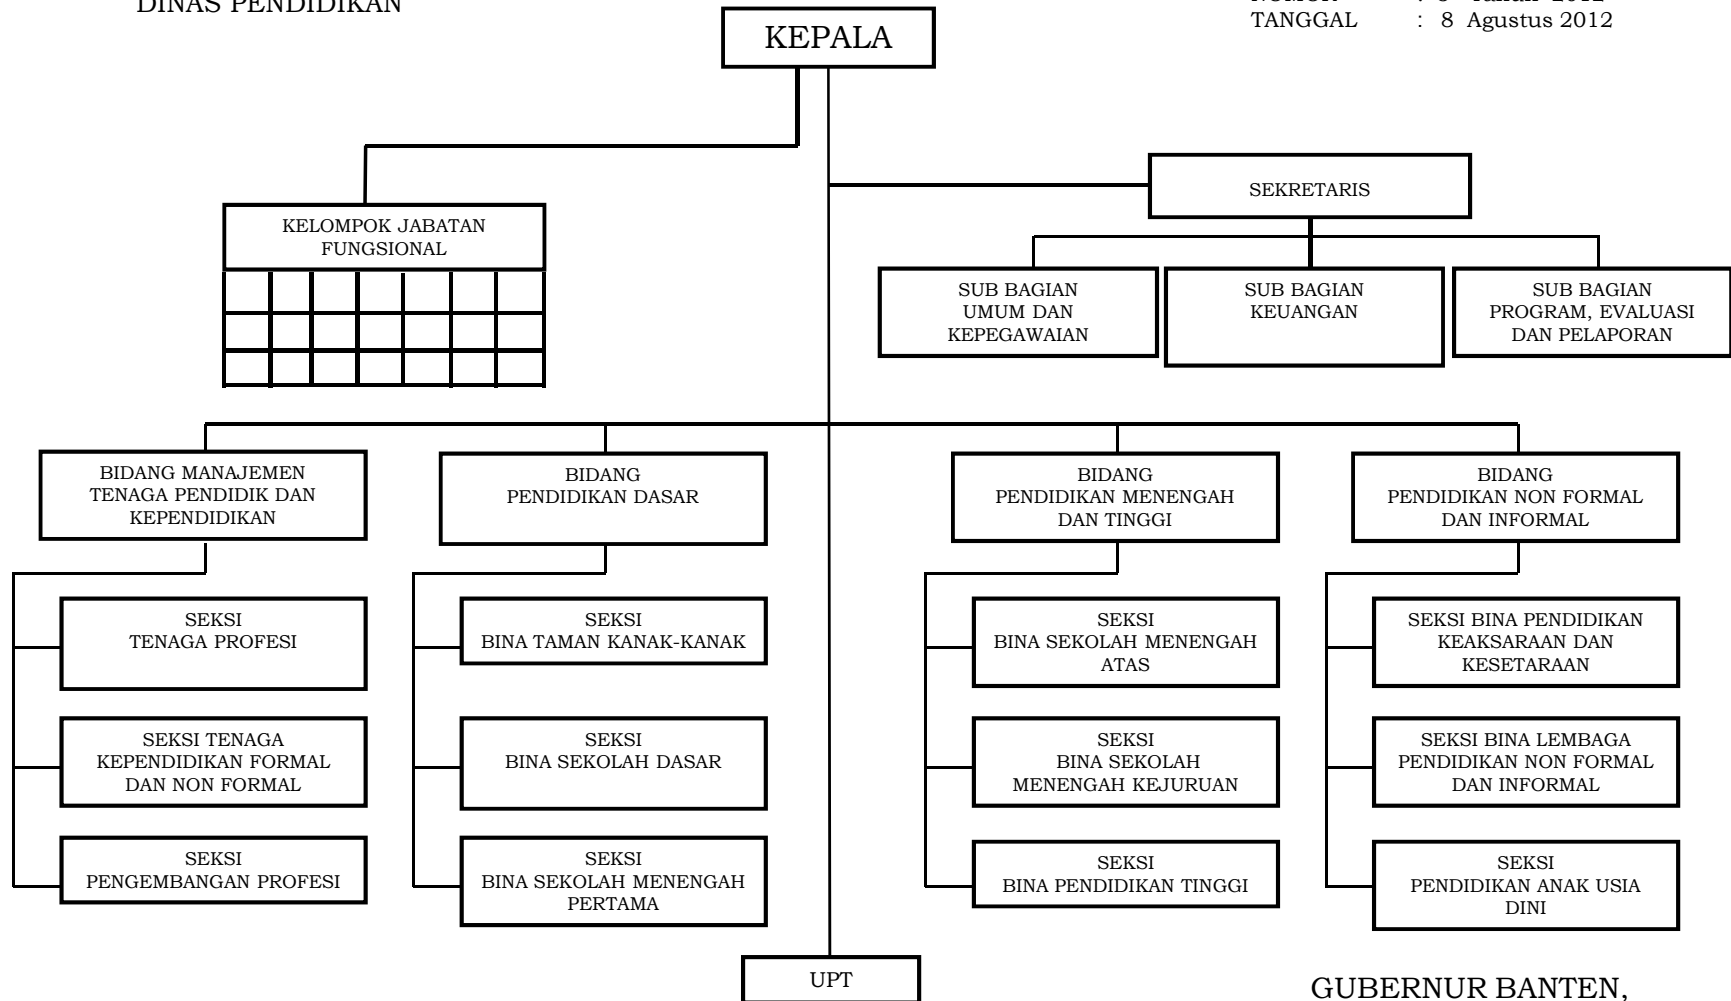 DINAS PENDIDIKAN
TANGGAL : 8 Agustus 2012
KEPALA
SEKRETARIS
KELOMPOK JABATAN
FUNGSIONAL
SUB BAGIAN
UMUM DAN
KEPEGAWAIAN
SUB BAGIAN
KEUANGAN
SUB BAGIAN
PROGRAM, EVALUASI
DAN PELAPORAN
BIDANG MANAJEMEN
TENAGA PENDIDIK DAN
KEPENDIDIKAN
BIDANG
PENDIDIKAN DASAR
BIDANG
PENDIDIKAN MENENGAH
DAN TINGGI
BIDANG
PENDIDIKAN NON FORMAL
DAN INFORMAL
SEKSI
TENAGA PROFESI
SEKSI
BINA TAMAN KANAK-KANAK
SEKSI
BINA SEKOLAH MENENGAH
ATAS
SEKSI BINA PENDIDIKAN
KEAKSARAAN DAN
KESETARAAN
SEKSI TENAGA
KEPENDIDIKAN FORMAL
DAN NON FORMAL
SEKSI
BINA SEKOLAH DASAR
SEKSI
BINA SEKOLAH
MENENGAH KEJURUAN
SEKSI BINA LEMBAGA
PENDIDIKAN NON FORMAL
DAN INFORMAL
SEKSI
PENGEMBANGAN PROFESI
SEKSI
BINA SEKOLAH MENENGAH
PERTAMA
SEKSI
BINA PENDIDIKAN TINGGI
SEKSI
PENDIDIKAN ANAK USIA
DINI
UPT
GUBERNUR BANTEN,